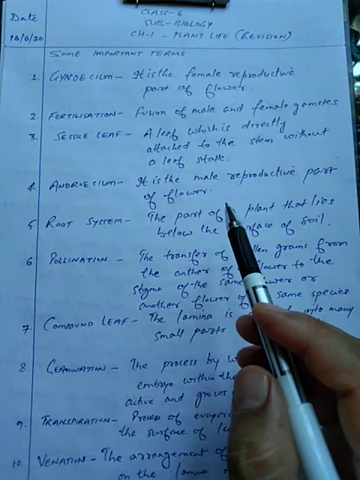 Date
CLASS-6
SUB-BIOLOGY
CH-1 - PLANT LIFE (REVISION)
SOME IMPORTANT TERMS
1. GYNOECIUM- It is the female reproductive
part of flower.
2. FERTILISATION- Fusion of male and female gametes
3. SESSILE LEAF- A leaf which is directly
attached to the stem without
a leaf stalk.
4. ANDROECIUM- It is the male reproductive part
of flower.
5 ROOT SYSTEM- The part of plant that lies
below the surface of soil.
6 POLLINATION- The transfer of pollen grains from
the anther of flower to the
stigma of the same flower or
another flower of same species
7 COMPOUND LEAF- The lamina is into many
small parts
8 GERMINATION- The process by
embryo within the
active and grows
9. TRANSPIRATION- Process of
the surface of
10. VENATION- The arrangement of
on the lamina